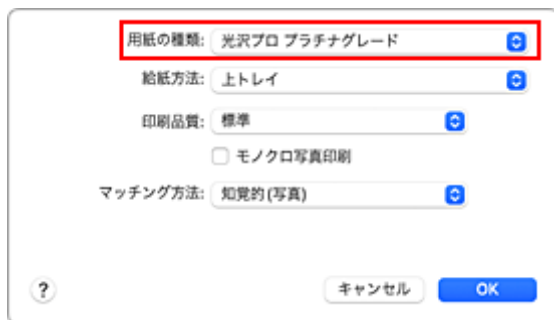 用紙の種類: 光沢プロ プラチナグレード
給紙方法: 上トレイ
印刷品質: 標準
モノクロ写真印刷
マッチング方法: 知覚的(写真)
? キャンセル OK